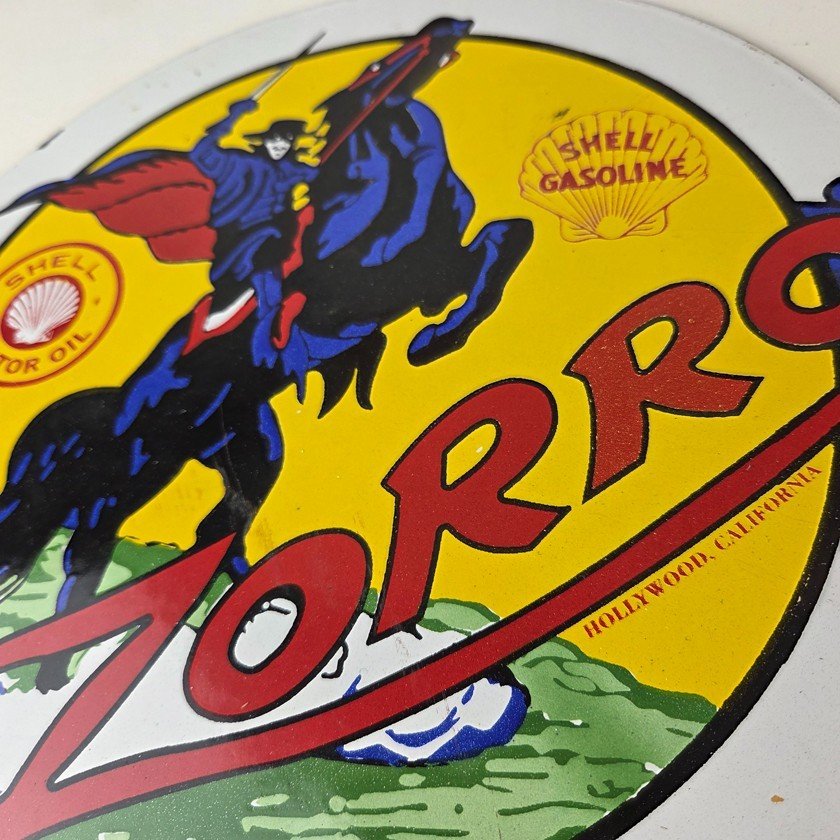 SHELL
GASOLINE
SHELL
TOR OIL
ZORRO
HOLLYWOOD, CALIFORNIA